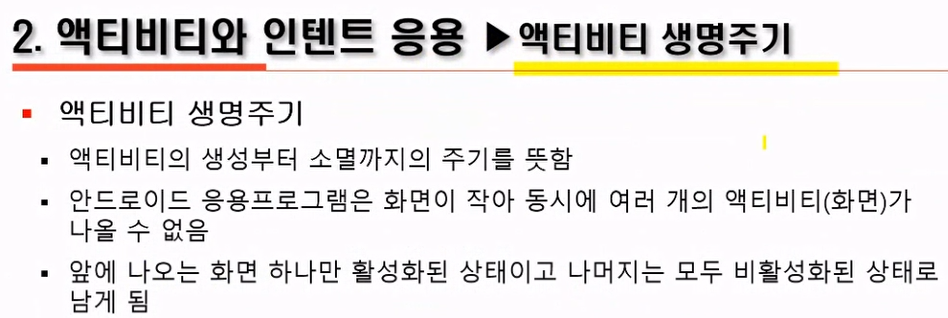 2. 액티비티와 인텐트 응용 ▶액티비티 생명주기
▪ 액티비티 생명주기
▪ 액티비티의 생성부터 소멸까지의 주기를 뜻함
▪ 안드로이드 응용프로그램은 화면이 작아 동시에 여러 개의 액티비티(화면)가
나올 수 없음
▪ 앞에 나오는 화면 하나만 활성화된 상태이고 나머지는 모두 비활성화된 상태로
남게 됨